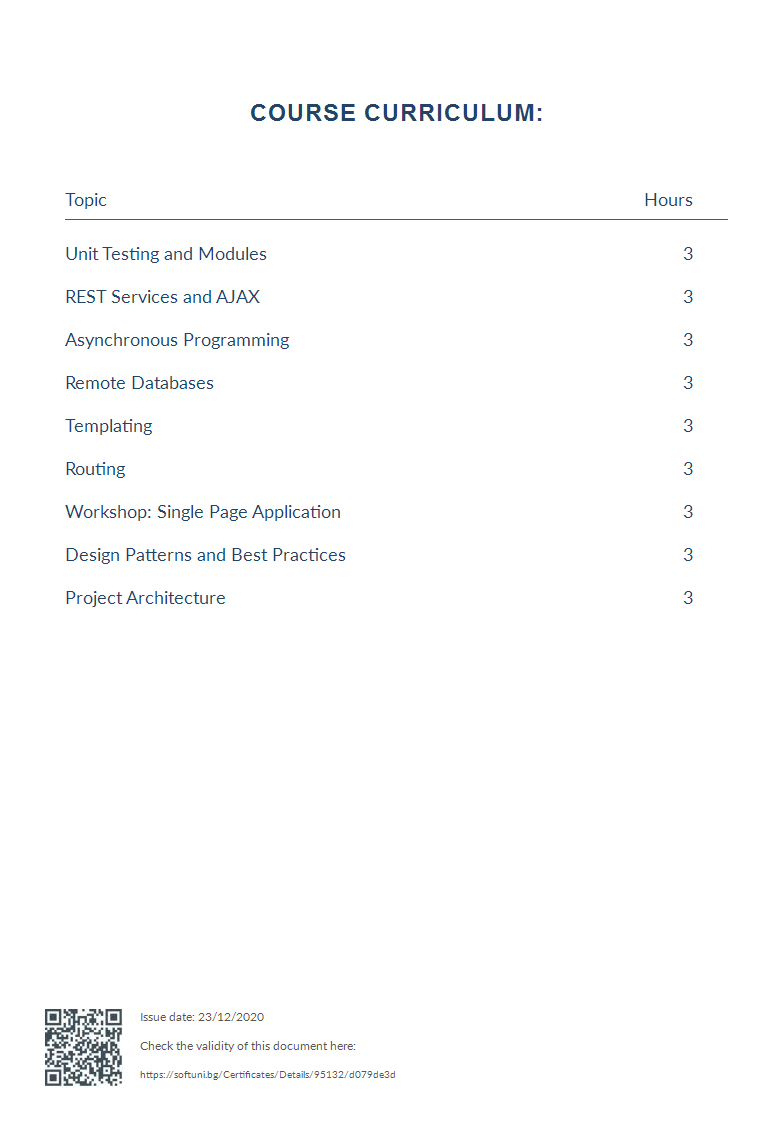 COURSE CURRICULUM:
Topic Hours
Unit Testing and Modules 3
REST Services and AJAX 3
Asynchronous Programming 3
Remote Databases 3
Templating 3
Routing 3
Workshop: Single Page Application 3
Design Patterns and Best Practices 3
Project Architecture 3
Issue date: 23/12/2020
Check the validity of this document here:
https://softuni.bg/Certificates/Details/95132/d079de3d